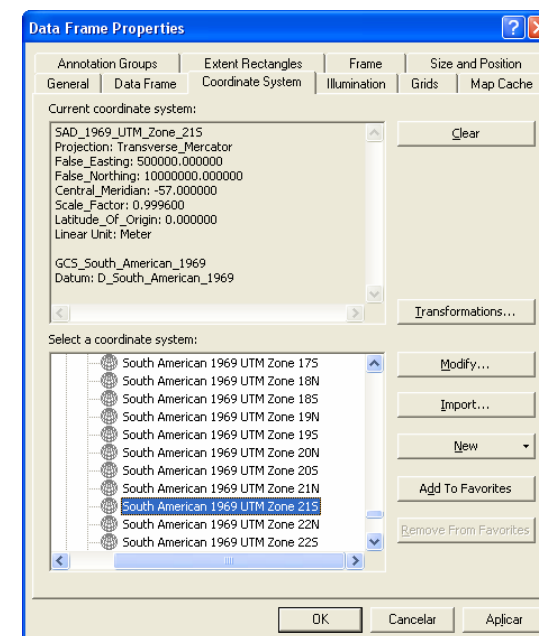 Data Frame Properties
Annotation Groups Extent Rectangles Frame Size and Position
General Data Frame Coordinate System Illumination Grids Map Cache
Current coordinate system:
SAD_1969_UTM_Zone_21S
Projection: Transverse_Mercator
False_Easting: 500000.000000
False_Northing: 10000000.000000
Central_Meridian: -57.000000
Scale_Factor: 0.999600
Latitude_Of_Origin: 0.000000
Linear Unit: Meter
GCS_South_American_1969
Datum: D_South_American_1969
Clear
Transformations...
Select a coordinate system:
South American 1969 UTM Zone 17S
South American 1969 UTM Zone 18N
South American 1969 UTM Zone 18S
South American 1969 UTM Zone 19N
South American 1969 UTM Zone 19S
South American 1969 UTM Zone 20N
South American 1969 UTM Zone 20S
South American 1969 UTM Zone 21N
South American 1969 UTM Zone 21S
South American 1969 UTM Zone 22N
South American 1969 UTM Zone 22S
Modify...
Import...
New
Add To Favorites
Remove From Favorites
OK Cancelar Aplicar